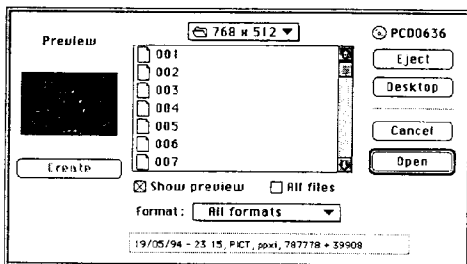 Preview
768 x 512
PCD0636
001
002
003
004
005
006
007
Eject
Desktop
Cancel
Open
Create
Show preview
All files
Format:
All formats
19/05/94 - 23 15, PICT, ppxi, 787778 + 39908